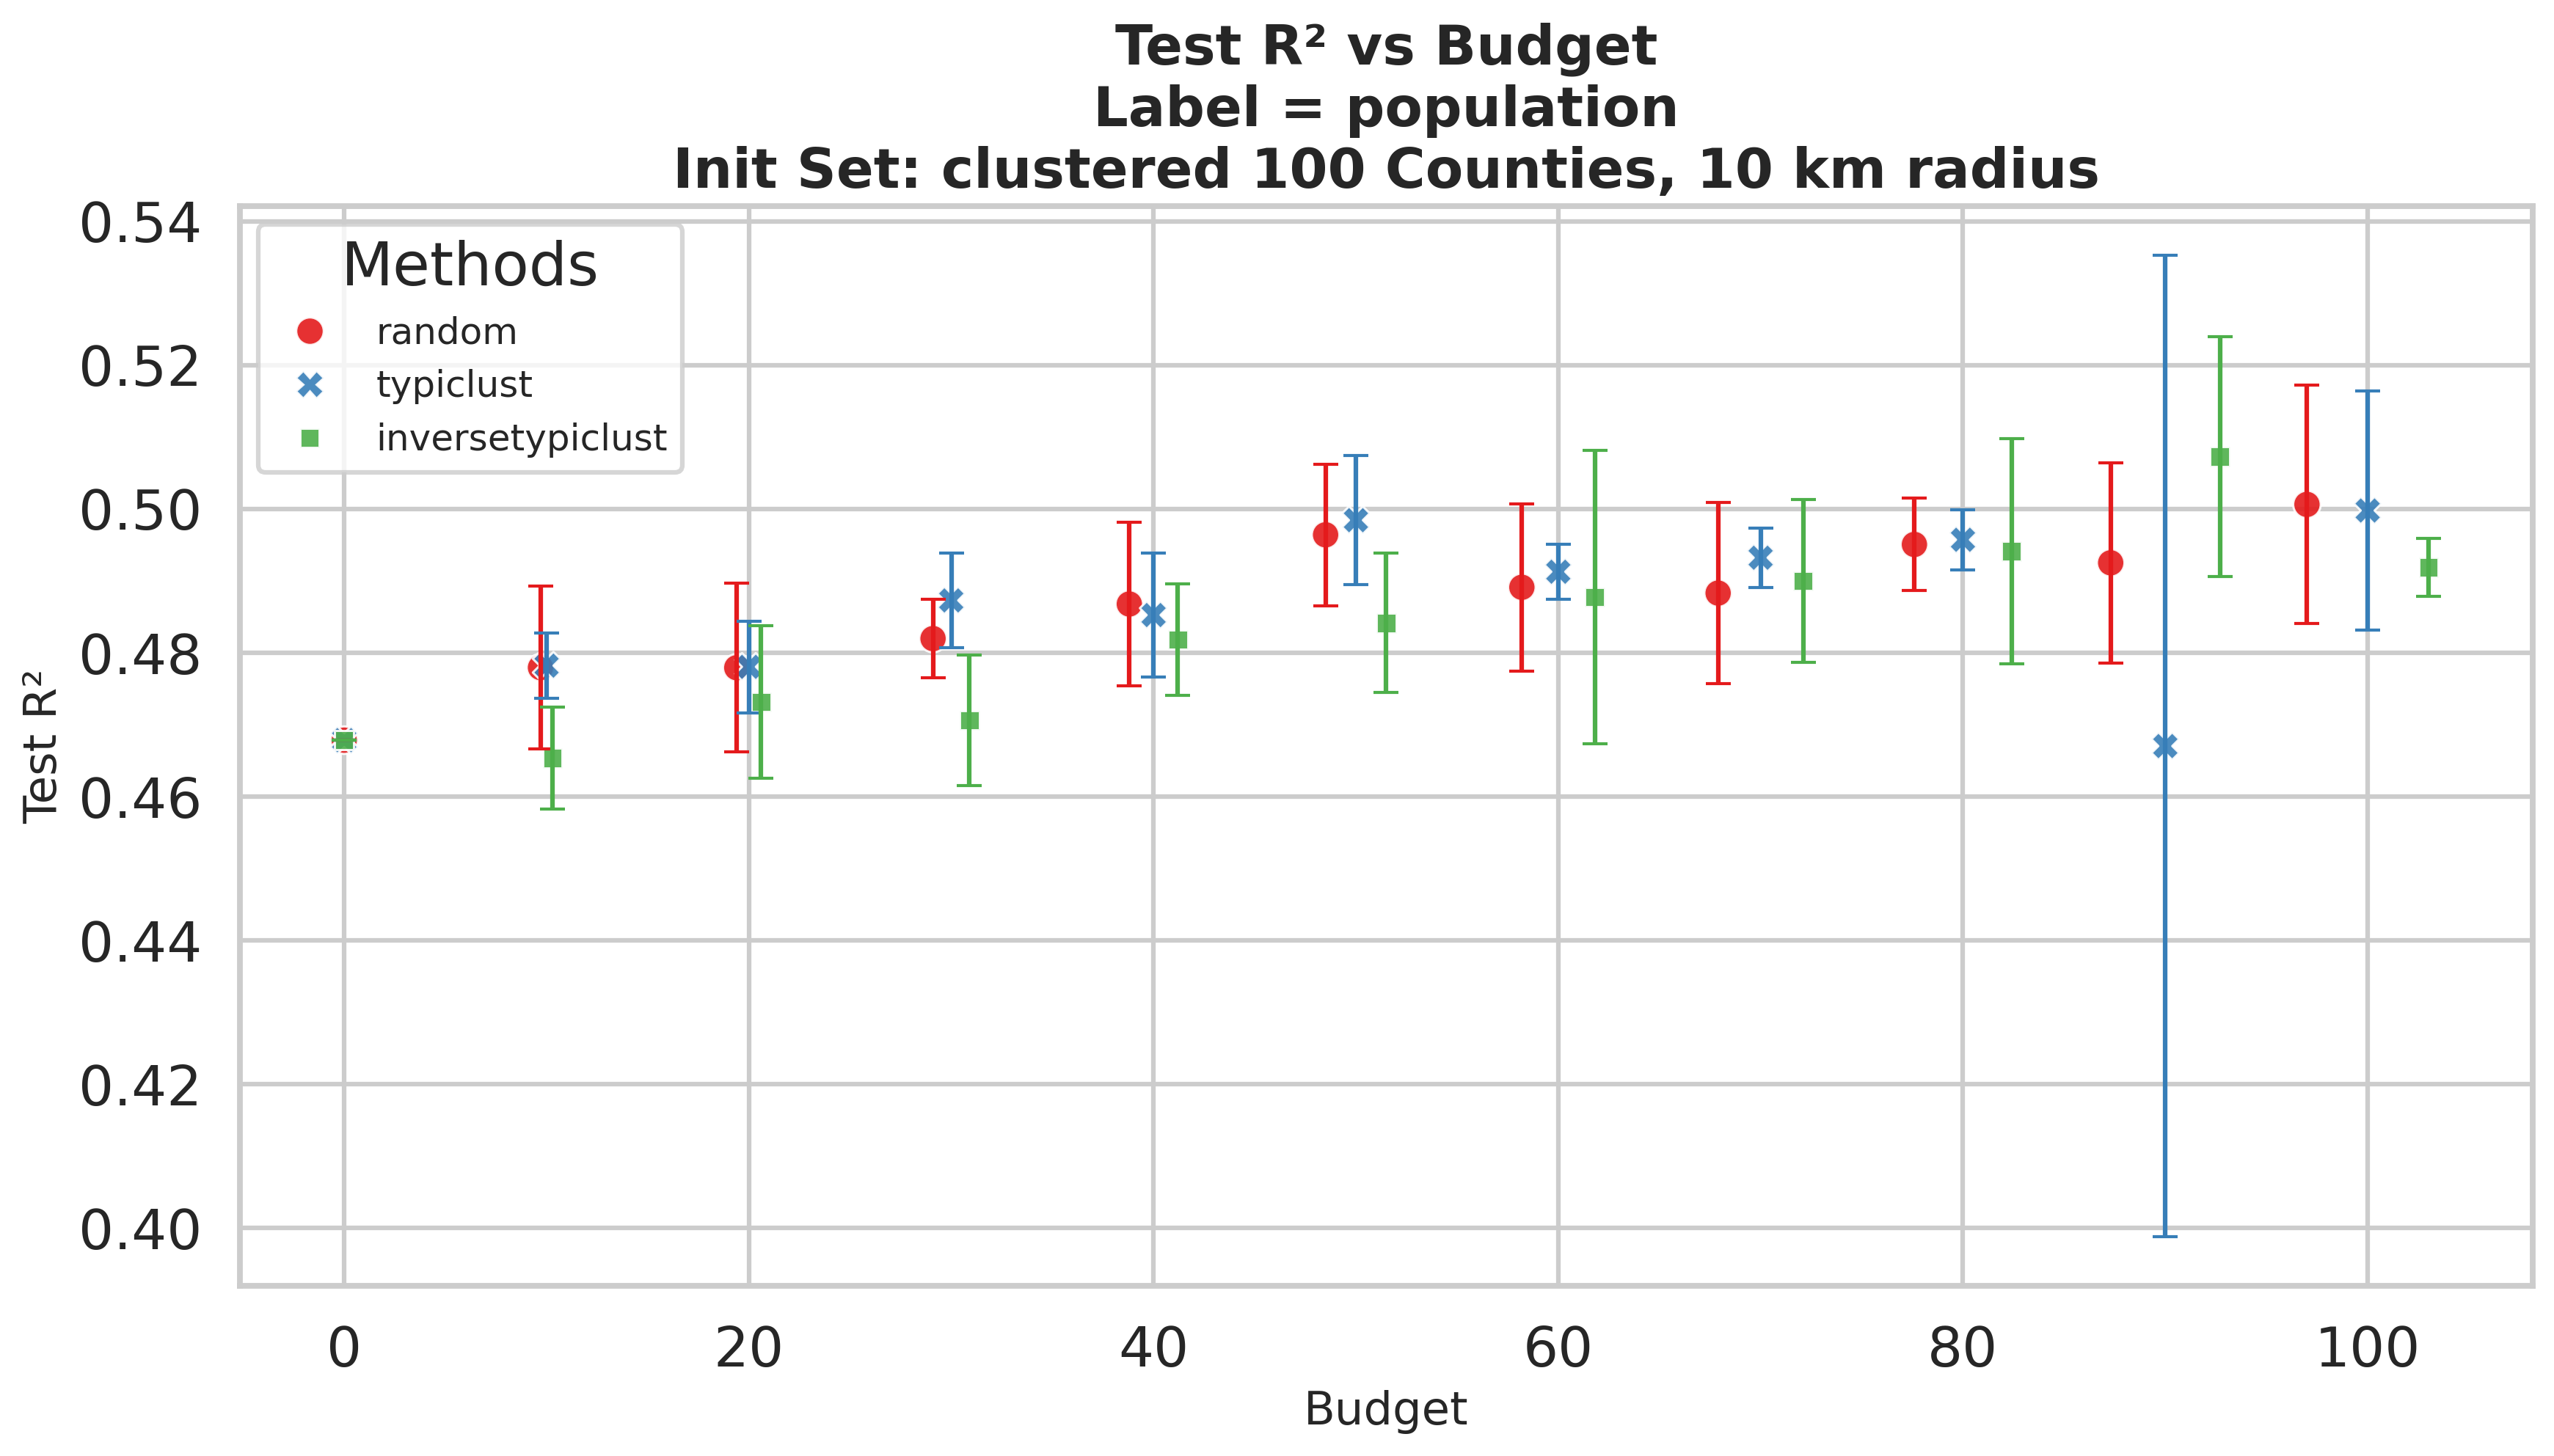 Test R² vs Budget
Label = population
Init Set: clustered 100 Counties, 10 km radius
0.54
0.52
0.50
0.48
0.46
0.44
0.42
0.40
Test R²
Methods
random
typiclust
inversetypiclust
0 20 40 60 80 100
Budget